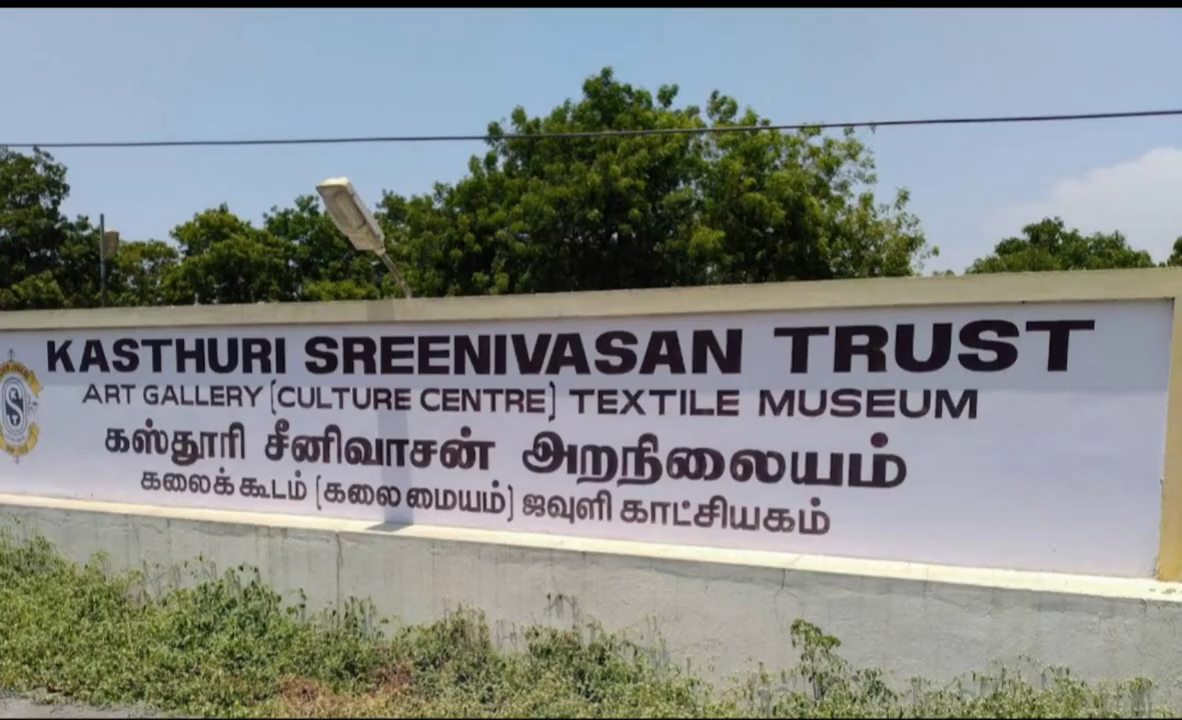 KASTHURI SREENIVASAN TRUST
ART GALLERY (CULTURE CENTRE) TEXTILE MUSEUM
கஸ்தூரி சீனிவாசன் அறநிலையம்
கலைக்கூடம் (கலை மையம்) ஜவுளி காட்சியகம்